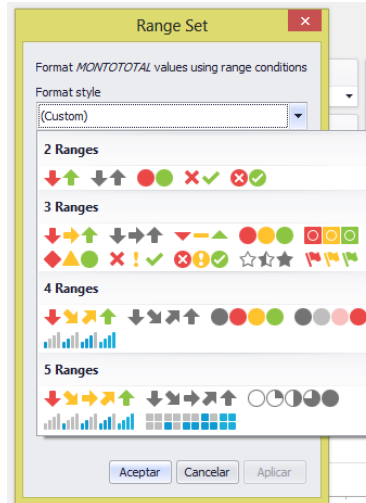 Range Set
Format MONTOTOTAL values using range conditions
Format style
(Custom)
2 Ranges
3 Ranges
4 Ranges
5 Ranges
Aceptar Cancelar Aplicar